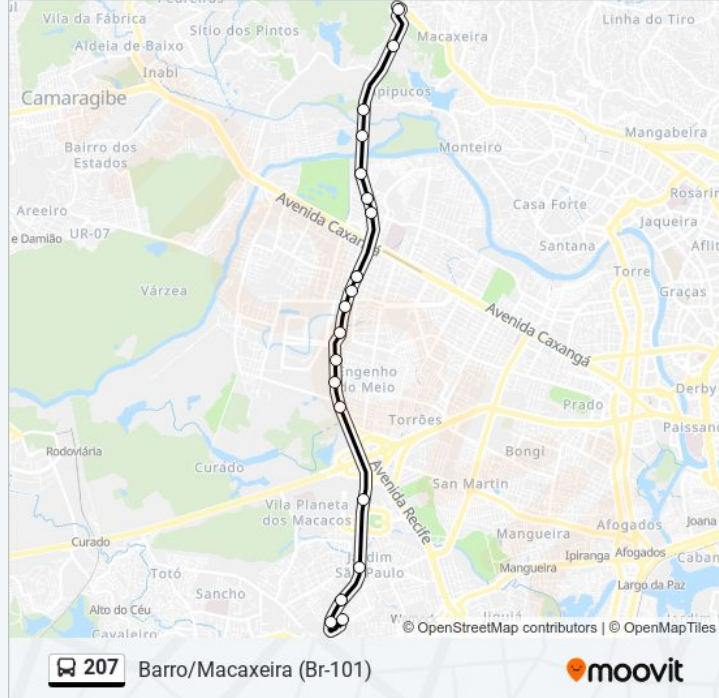 Vila da Fábrica
Sítio dos Pintos
Linha do Tiro
Aldeia de Baixo
Macaxeira
Inabi
Apipucos
Camaragibe
Mangabeira
Bairro dos
Estados
Monteiro
Casa Forte
Jaqueira
Areeiro
Avenida Caxangá
UR-07
Santana
Torre
Várzea
Graças
Avenida Caxangá
Engenho
do Meio
Derby
Prado
Torrões
Rodoviária
Bongi
Curado
Avenida Recife
San Martin
Vila Planeta
dos Macacos
Mangueira
Afogados
Joana
Curado
Jardim
São Paulo
Ipiranga
Afogados
Totó
Mangueira
Sancho
Largo da Paz
Alto do Céu
Cavaleiro
© OpenStreetMap contributors | © OpenMapTiles
207 Barro/Macaxeira (Br-101)
moovit